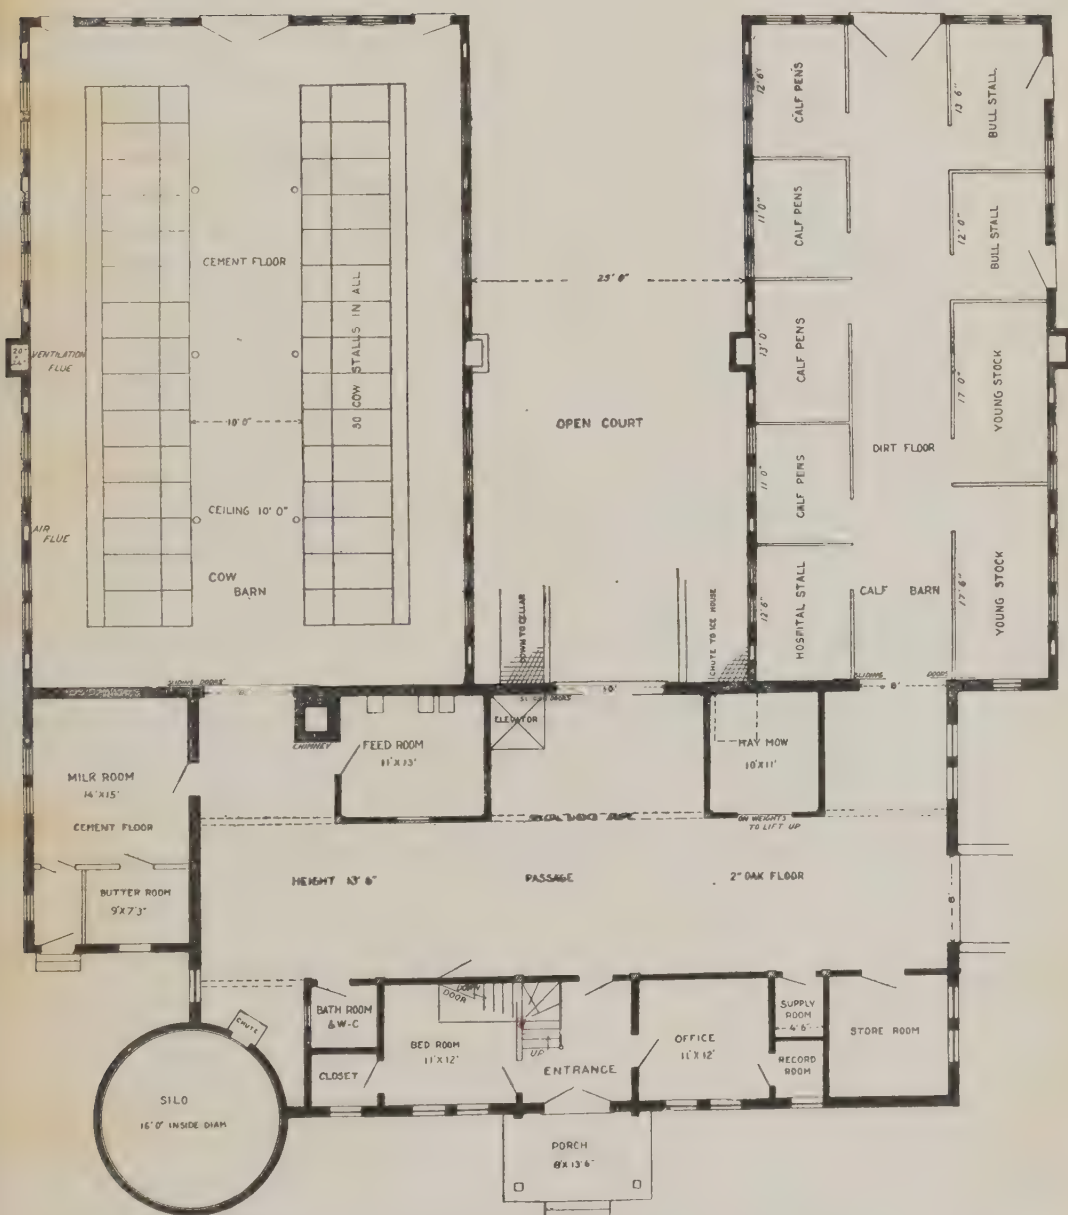 12' 6"
CALF PENS
13' 6"
BULL STALL
11' 0"
CALF PENS
12' 0"
BULL STALL
CEMENT FLOOR
30 COW STALLS IN ALL
25' 0"
VENTILATION
FLUE
10' 0"
OPEN COURT
13' 0"
CALF PENS
17' 0"
YOUNG STOCK
DIRT FLOOR
11' 0"
CALF PENS
CEILING 10' 0"
AIR
FLUE
COW
BARN
DOWN TO CELLAR
CHUTE TO ICE HOUSE
12' 6"
HOSPITAL STALL
CALF BARN
17' 6"
YOUNG STOCK
SLIDING DOORS
10'
SLIDING DOORS
8'
CHIMNEY
FEED ROOM
11' X 13'
ELEVATOR
HAY MOW
10' X 11'
MILK ROOM
14' X 15'
CEMENT FLOOR
ON WEIGHTS
TO LIFT UP
BUTTER ROOM
9' X 7' 3"
HEIGHT 13' 6"
PASSAGE
2" OAK FLOOR
8'
CHUTE
BATH ROOM
& W-C
CLOSET
DOWN
DOOR
BED ROOM
11' X 12'
UP
ENTRANCE
OFFICE
11' X 12'
SUPPLY
ROOM
4' 6"
RECORD
ROOM
STORE ROOM
SILO
16' 0" INSIDE DIAM
PORCH
8' X 13' 6"